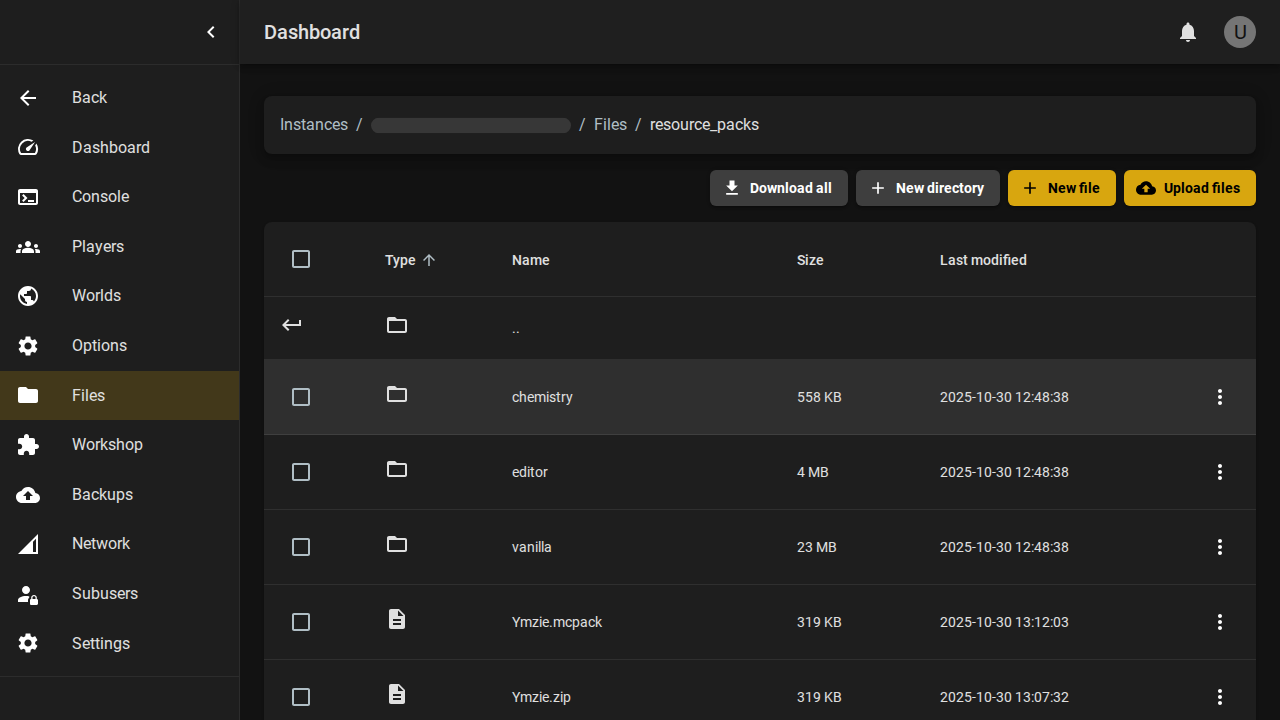 Dashboard
U
Back
Dashboard
Console
Players
Worlds
Options
Files
Workshop
Backups
Network
Subusers
Settings
Instances / / Files / resource_packs
Download all New directory New file Upload files
Type Name Size Last modified
..
chemistry 558 KB 2025-10-30 12:48:38
editor 4 MB 2025-10-30 12:48:38
vanilla 23 MB 2025-10-30 12:48:38
Ymzie.mcpack 319 KB 2025-10-30 13:12:03
Ymzie.zip 319 KB 2025-10-30 13:07:32